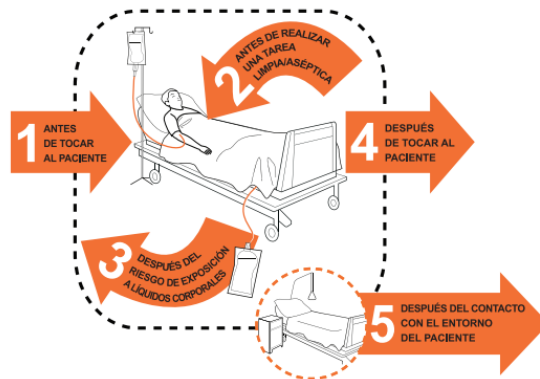 1 ANTES
DE TOCAR
AL PACIENTE
2 ANTES DE REALIZAR
UNA TAREA
LIMPIA/ASÉPTICA
3 DESPUÉS DEL
RIESGO DE EXPOSICIÓN
A LÍQUIDOS CORPORALES
4 DESPUÉS
DE TOCAR AL
PACIENTE
5 DESPUÉS DEL CONTACTO
CON EL ENTORNO
DEL PACIENTE